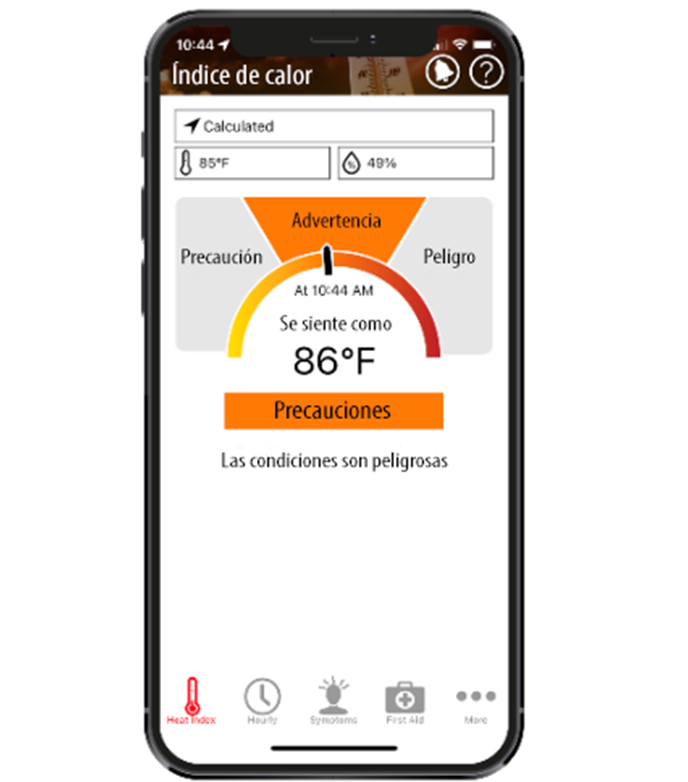 10:44
Índice de calor
?
Calculated
85°F
% 49%
Advertencia
Precaución
Peligro
At 10:44 AM
Se siente como
86°F
Precauciones
Las condiciones son peligrosas
Heat Index Hourly Symptoms First Aid More